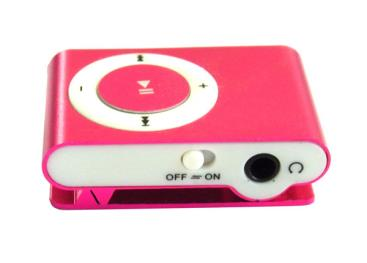 - +
OFF = ON